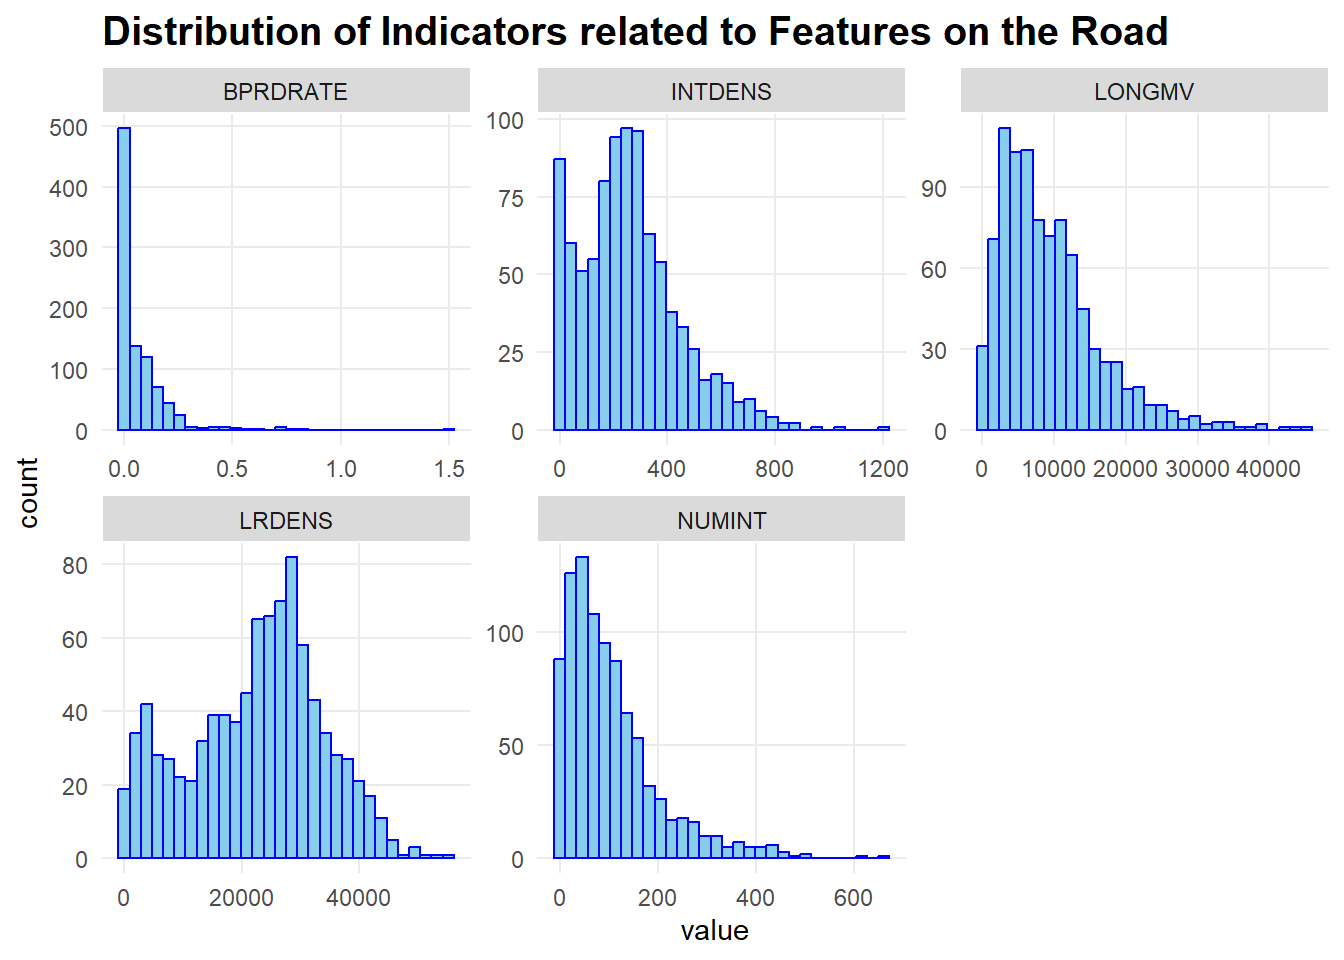 Distribution of Indicators related to Features on the Road
BPRDRATE
INTDENS
LONGMV
500
400
300
200
100
0
100
75
50
25
0
90
60
30
0
0.0 0.5 1.0 1.5
0 400 800 1200
0 10000 20000 30000 40000
count
LRDENS
NUMINT
80
60
40
20
0
100
50
0
0 20000 40000
0 200 400 600
value